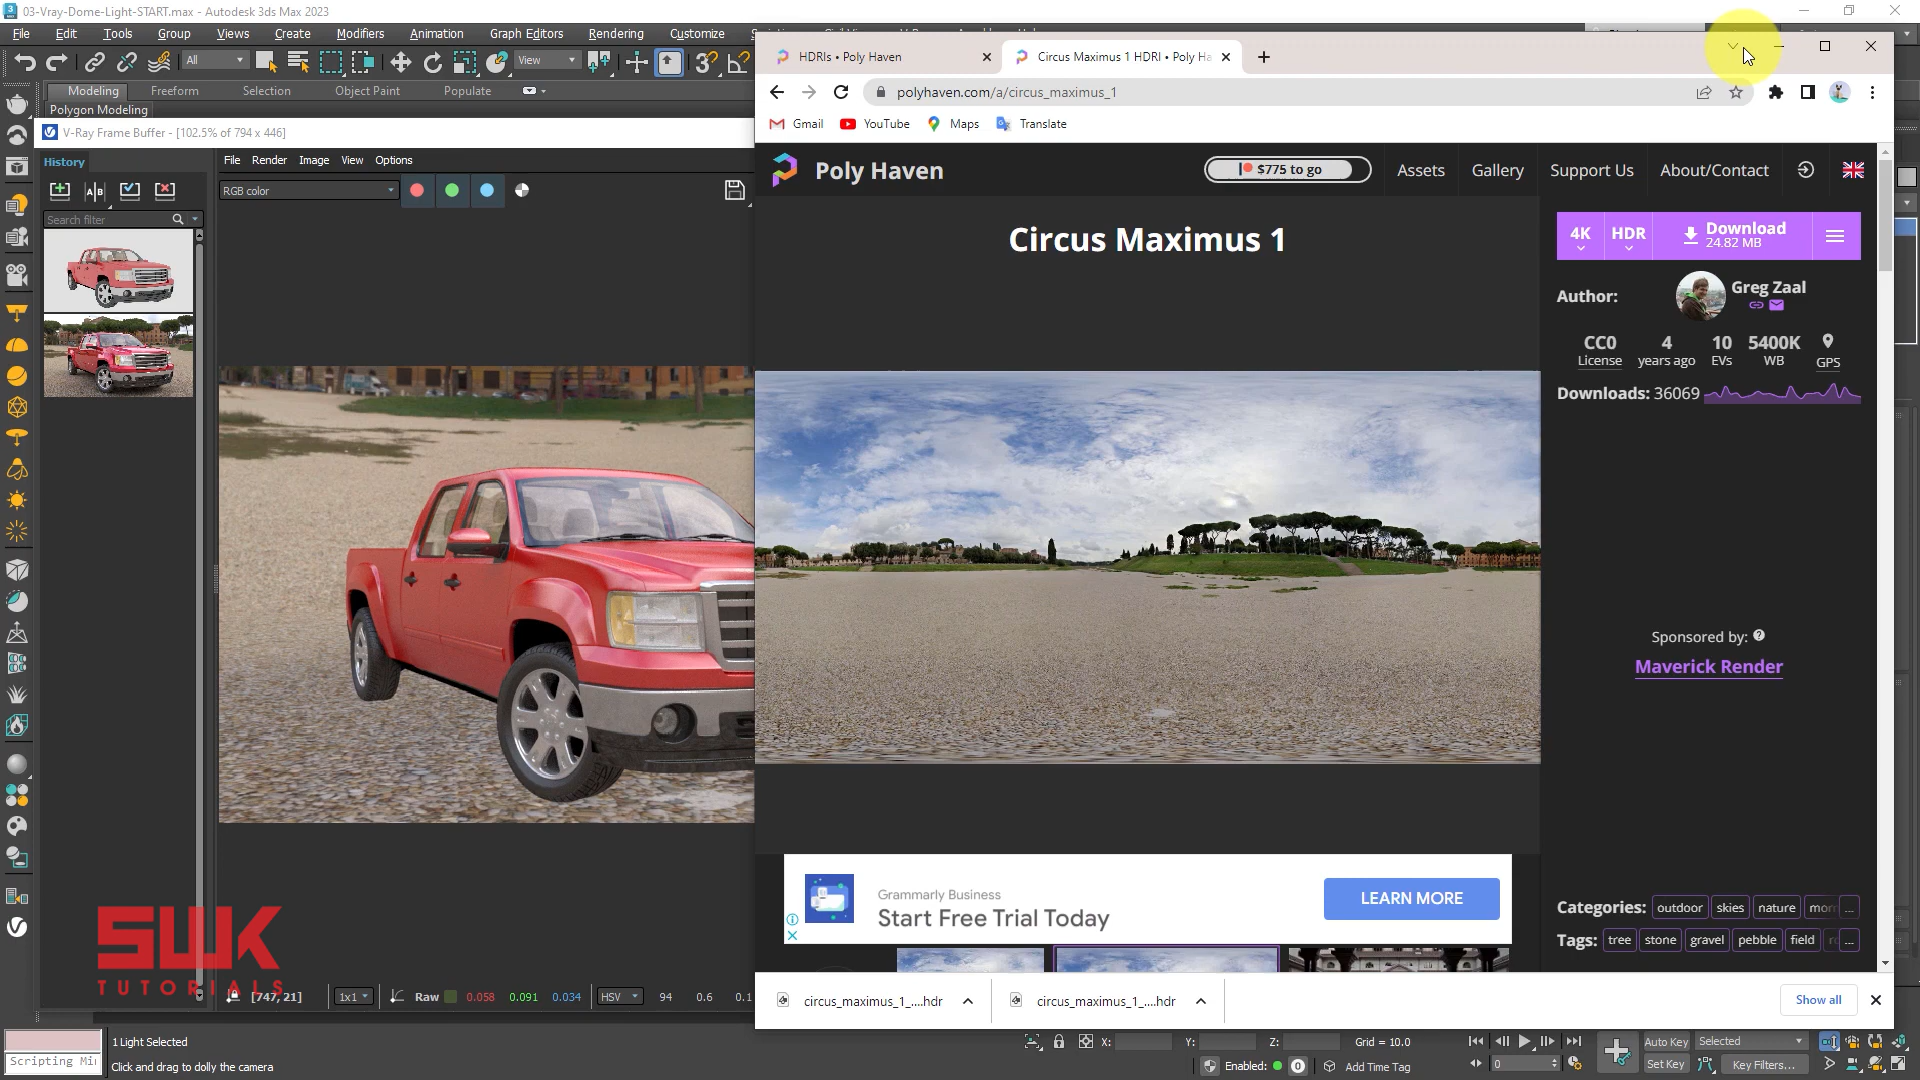 03-Vray-Dome-Light-START.max - Autodesk 3ds Max 2023
File Edit Tools Group Views Create Modifiers Animation Graph Editors Rendering Customize
All
View
Modeling Freeform Selection Object Paint Populate
Polygon Modeling
V-Ray Frame Buffer - [102.5% of 794 x 446]
History
File Render Image View Options
RGB color
Search filter
HDRIs • Poly Haven
Circus Maximus 1 HDRI • Poly Ha
polyhaven.com/a/circus_maximus_1
Gmail YouTube Maps Translate
Poly Haven
$775 to go
Assets Gallery Support Us About/Contact
Circus Maximus 1
4K HDR Download
24.82 MB
Author: Greg Zaal
CC0 4 10 5400K
License years ago EVs WB GPS
Downloads: 36069
Sponsored by:
Maverick Render
Grammarly Business
Start Free Trial Today
LEARN MORE
Categories: outdoor skies nature ...
Tags: tree stone gravel pebble field ...
SWK
TUTORIALS
[747, 21] 1x1 Raw 0.058 0.091 0.034 HSV 94 0.6 0.1
circus_maximus_1_....hdr
circus_maximus_1_....hdr
Show all
1 Light Selected
Scripting Mi
Click and drag to dolly the camera
X: Y: Z: Grid = 10.0
Enabled: 0 Add Time Tag
0
Auto Key Selected
Set Key Key Filters...